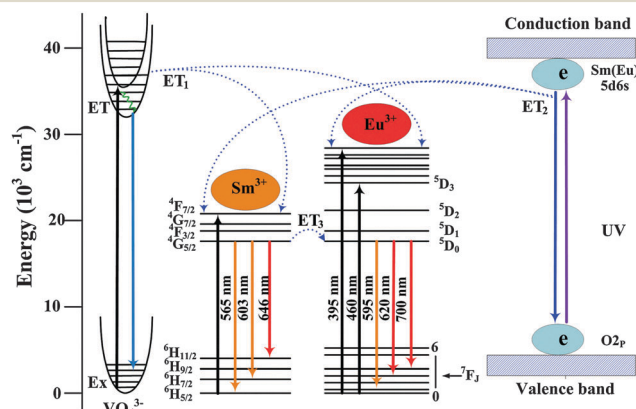 Energy (10³ cm⁻¹)
40
30
20
10
0
ET
Ex
VO₄³⁻
ET₁
Sm³⁺
⁴F₇/₂
⁴G₇/₂
⁴F₃/₂
⁴G₅/₂
565 nm
603 nm
646 nm
⁶H₁₁/₂
⁶H₉/₂
⁶H₇/₂
⁶H₅/₂
ET₃
Eu³⁺
⁵D₃
⁵D₂
⁵D₁
⁵D₀
395 nm
460 nm
595 nm
620 nm
700 nm
6
⁷F_J
0
Conduction band
e
Sm(Eu)
5d6s
ET₂
UV
e
O2ₚ
Valence band